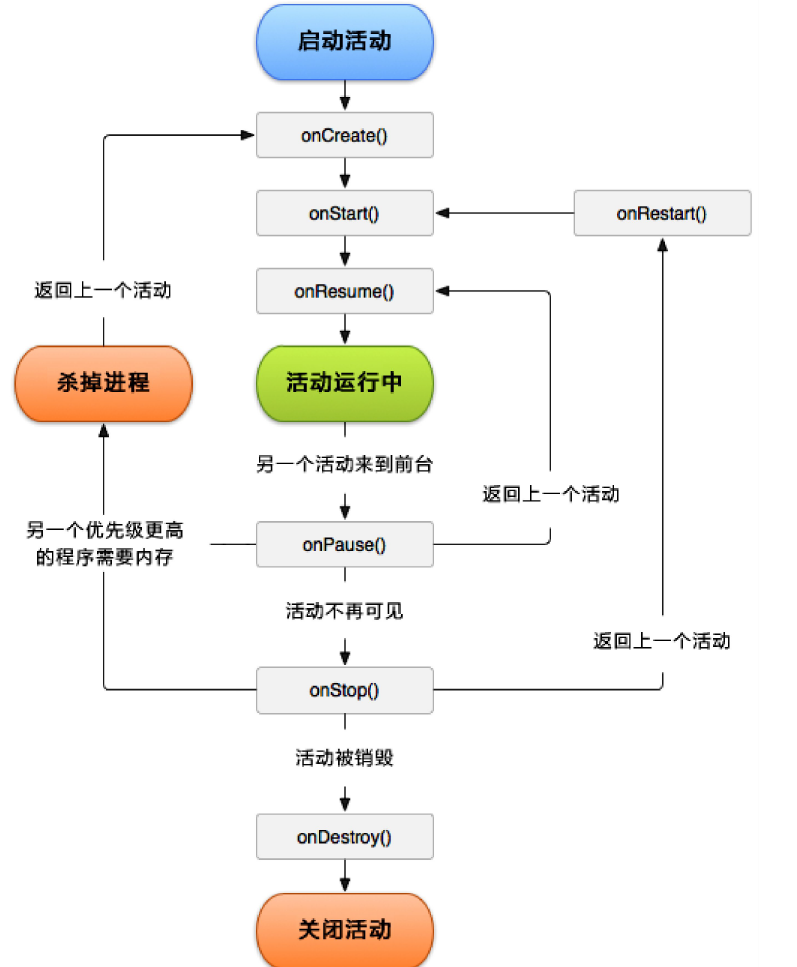 启动活动
onCreate()
onStart()
onRestart()
返回上一个活动
onResume()
杀掉进程
活动运行中
另一个活动来到前台
返回上一个活动
另一个优先级更高
的程序需要内存
onPause()
活动不再可见
返回上一个活动
onStop()
活动被销毁
onDestroy()
关闭活动